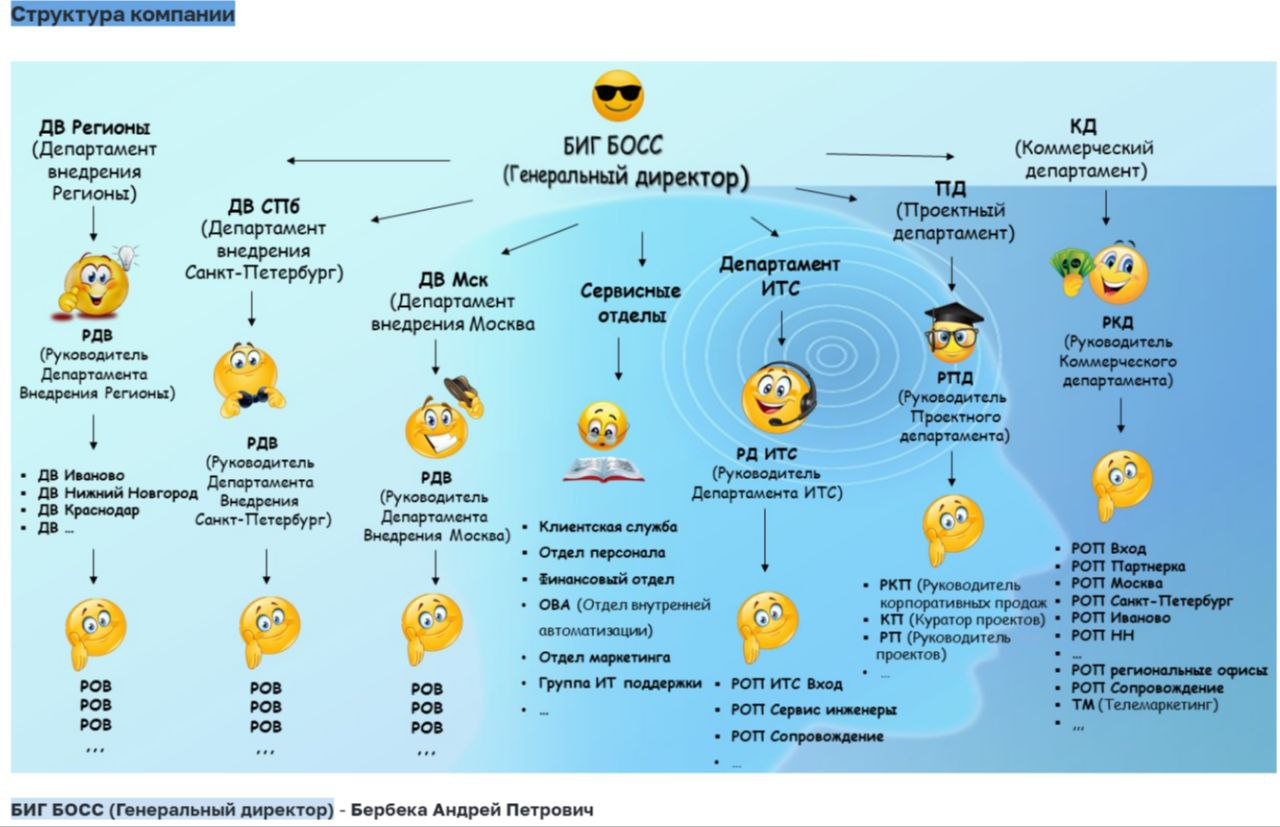 Структура компании
БИГ БОСС
(Генеральный директор)
ДВ Регионы
(Департамент
внедрения
Регионы)
РДВ
(Руководитель
Департамента
Внедрения Регионы)
▪ ДВ Иваново
▪ ДВ Нижний Новгород
▪ ДВ Краснодар
▪ ДВ ...
РОВ
РОВ
РОВ
...
ДВ СПб
(Департамент
внедрения
Санкт-Петербург)
РДВ
(Руководитель
Департамента
Внедрения
Санкт-Петербург)
РОВ
РОВ
РОВ
...
ДВ Мск
(Департамент
внедрения Москва
РДВ
(Руководитель
Департамента
Внедрения Москва)
РОВ
РОВ
РОВ
...
Сервисные
отделы
▪ Клиентская служба
▪ Отдел персонала
▪ Финансовый отдел
• ОВА (Отдел внутренней
автоматизации)
• Отдел маркетинга
• Группа ИТ поддержки
• ...
Департамент
ИТС
РД ИТС
(Руководитель
Департамента ИТС)
▪ РОП ИТС Вход
▪ РОП Сервис инженеры
▪ РОП Сопровождение
• ...
ПД
(Проектный
департамент)
РПД
(Руководитель
Проектного
департамента)
▪ РКП (Руководитель
корпоративных продаж
▪ КП (Куратор проектов)
▪ РП (Руководитель
проектов)
• ...
КД
(Коммерческий
департамент)
РКД
(Руководитель
Коммерческого
департамента)
▪ РОП Вход
▪ РОП Партнерка
▪ РОП Москва
▪ РОП Санкт-Петербург
▪ РОП Иваново
▪ РОП НН
▪ ...
▪ РОП региональные офисы
▪ РОП Сопровождение
▪ ТМ (Телемаркетинг)
▪ ...
БИГ БОСС (Генеральный директор) - Бербека Андрей Петрович